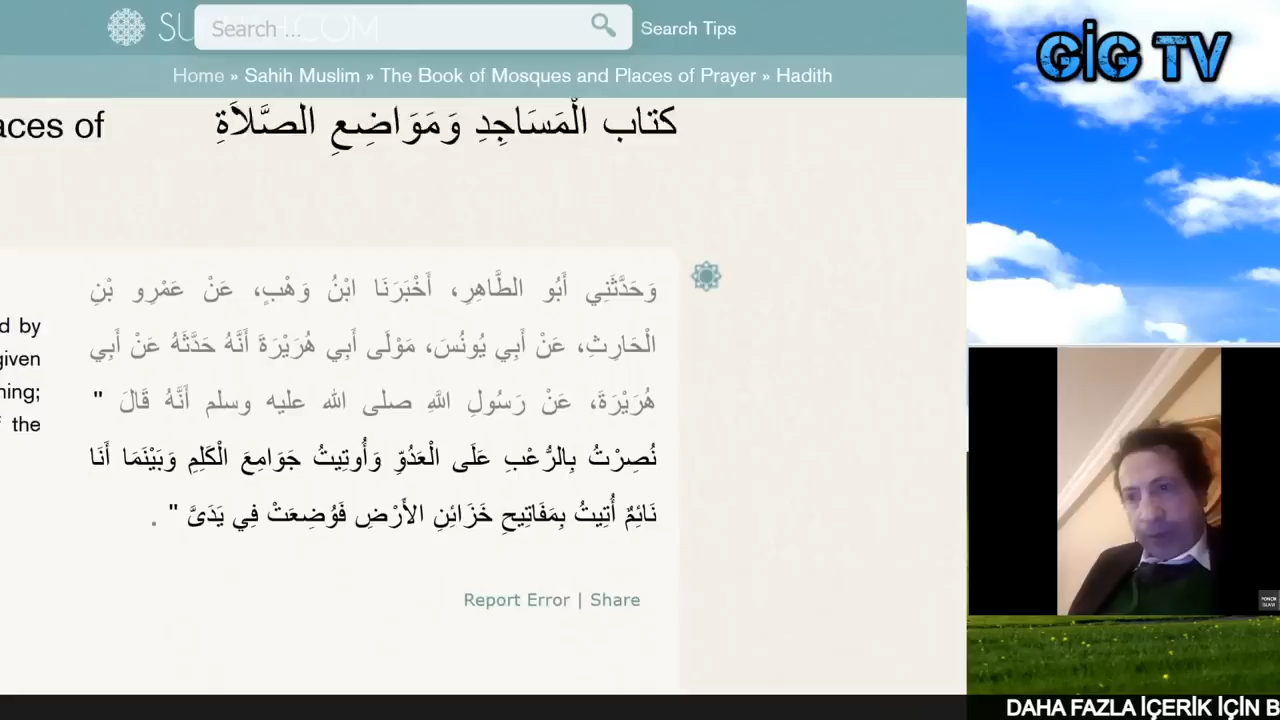 Search ...
Search Tips
GİG TV
Home » Sahih Muslim » The Book of Mosques and Places of Prayer » Hadith
aces of
كتاب الْمَسَاجِدِ وَمَوَاضِعِ الصَّلاَةِ
وَحَدَّثَنِي أَبُو الطَّاهِرِ، أَخْبَرَنَا ابْنُ وَهْبٍ، عَنْ عَمْرِو بْنِ
الْحَارِثِ، عَنْ أَبِي يُونُسَ، مَوْلَى أَبِي هُرَيْرَةَ أَنَّهُ حَدَّثَهُ عَنْ أَبِي
هُرَيْرَةَ، عَنْ رَسُولِ اللَّهِ صلى الله عليه وسلم أَنَّهُ قَالَ "
نُصِرْتُ بِالرُّعْبِ عَلَى الْعَدُوِّ وَأُوتِيتُ جَوَامِعَ الْكَلِمِ وَبَيْنَمَا أَنَا
نَائِمٌ أُتِيتُ بِمَفَاتِيحِ خَزَائِنِ الأَرْضِ فَوُضِعَتْ فِي يَدَىَّ " .
d by
given
ning;
the
Report Error | Share
DAHA FAZLA İÇERİK İÇİN B